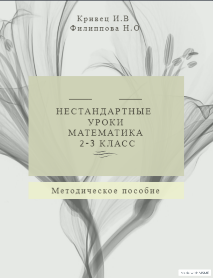 Кривец И.В
Филиппова Н.О
НЕСТАНДАРТНЫЕ
УРОКИ
МАТЕМАТИКА
2-3 КЛАСС
Методическое пособие